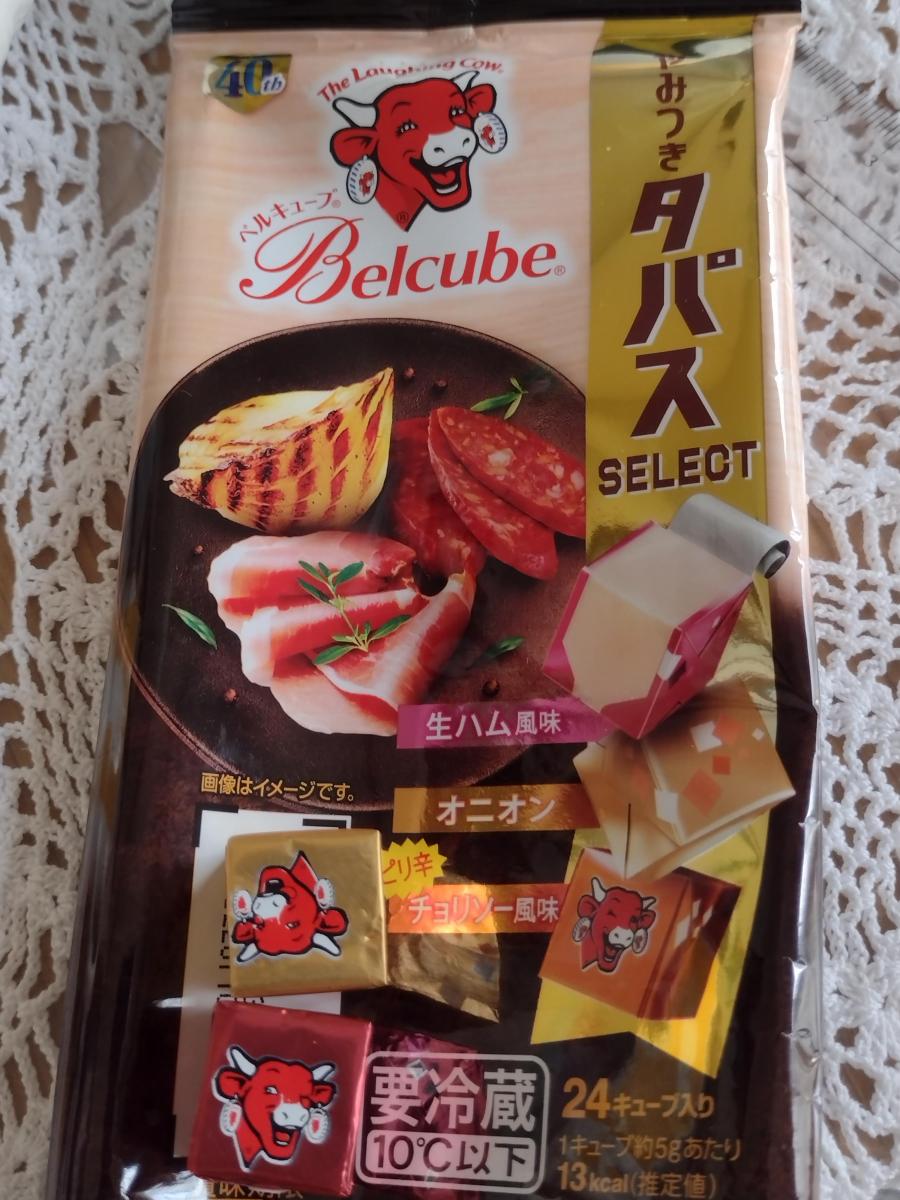 40th
The Laughing Cow®
ベルキューブ®
Belcube®
やみつき
タパス
SELECT
生ハム風味
オニオン
ピリ辛
チョリソー風味
画像はイメージです。
要冷蔵
10℃以下
24キューブ入り
1キューブ約5gあたり
13kcal(推定値)